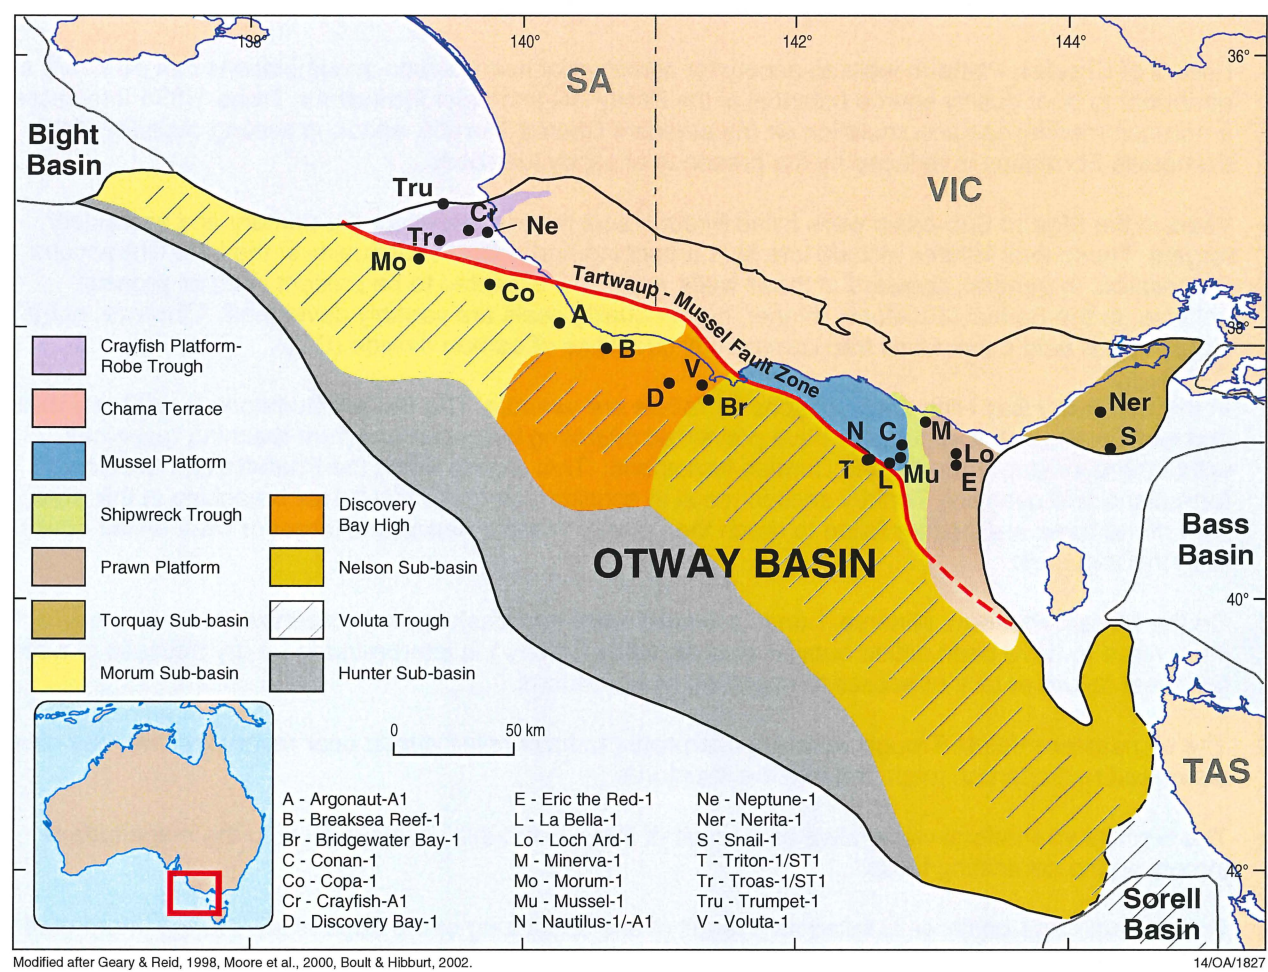 138°
140°
142°
144°
36°
SA
Bight
Basin
VIC
Tru
Cr
Ne
Tr
Mo
Co
Tartwaup - Mussel Fault Zone
A
38°
B
V
D
Br
Ner
N
C
M
S
Lo
T
L
Mu
E
Crayfish Platform-
Robe Trough
Chama Terrace
Mussel Platform
Shipwreck Trough
Discovery
Bay High
Prawn Platform
Nelson Sub-basin
Torquay Sub-basin
Voluta Trough
Morum Sub-basin
Hunter Sub-basin
OTWAY BASIN
Bass
Basin
40°
0
50 km
TAS
A - Argonaut-A1
B - Breaksea Reef-1
Br - Bridgewater Bay-1
C - Conan-1
Co - Copa-1
Cr - Crayfish-A1
D - Discovery Bay-1
E - Eric the Red-1
L - La Bella-1
Lo - Loch Ard-1
M - Minerva-1
Mo - Morum-1
Mu - Mussel-1
N - Nautilus-1/-A1
Ne - Neptune-1
Ner - Nerita-1
S - Snail-1
T - Triton-1/ST1
Tr - Troas-1/ST1
Tru - Trumpet-1
V - Voluta-1
42°
Sorell
Basin
Modified after Geary & Reid, 1998, Moore et al., 2000, Boult & Hibburt, 2002.
14/OA/1827